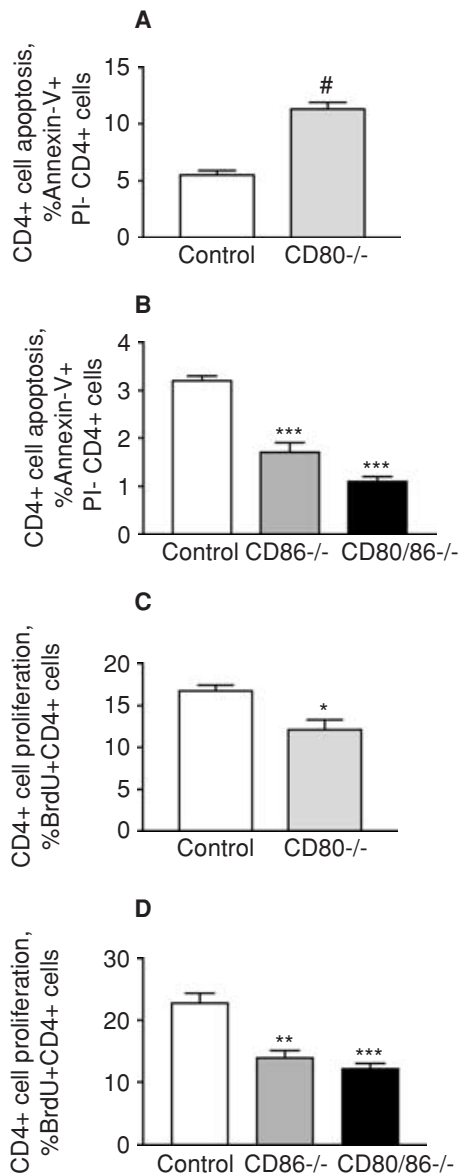 A
CD4+ cell apoptosis,
%Annexin-V+
PI- CD4+ cells
15
10
5
0
#
Control CD80-/-
B
CD4+ cell apoptosis,
%Annexin-V+
PI- CD4+ cells
4
3
2
1
0
***
***
Control CD86-/- CD80/86-/-
C
CD4+ cell proliferation,
%BrdU+CD4+ cells
20
15
10
5
0
*
Control CD80-/-
D
CD4+ cell proliferation,
%BrdU+CD4+ cells
30
20
10
0
**
***
Control CD86-/- CD80/86-/-